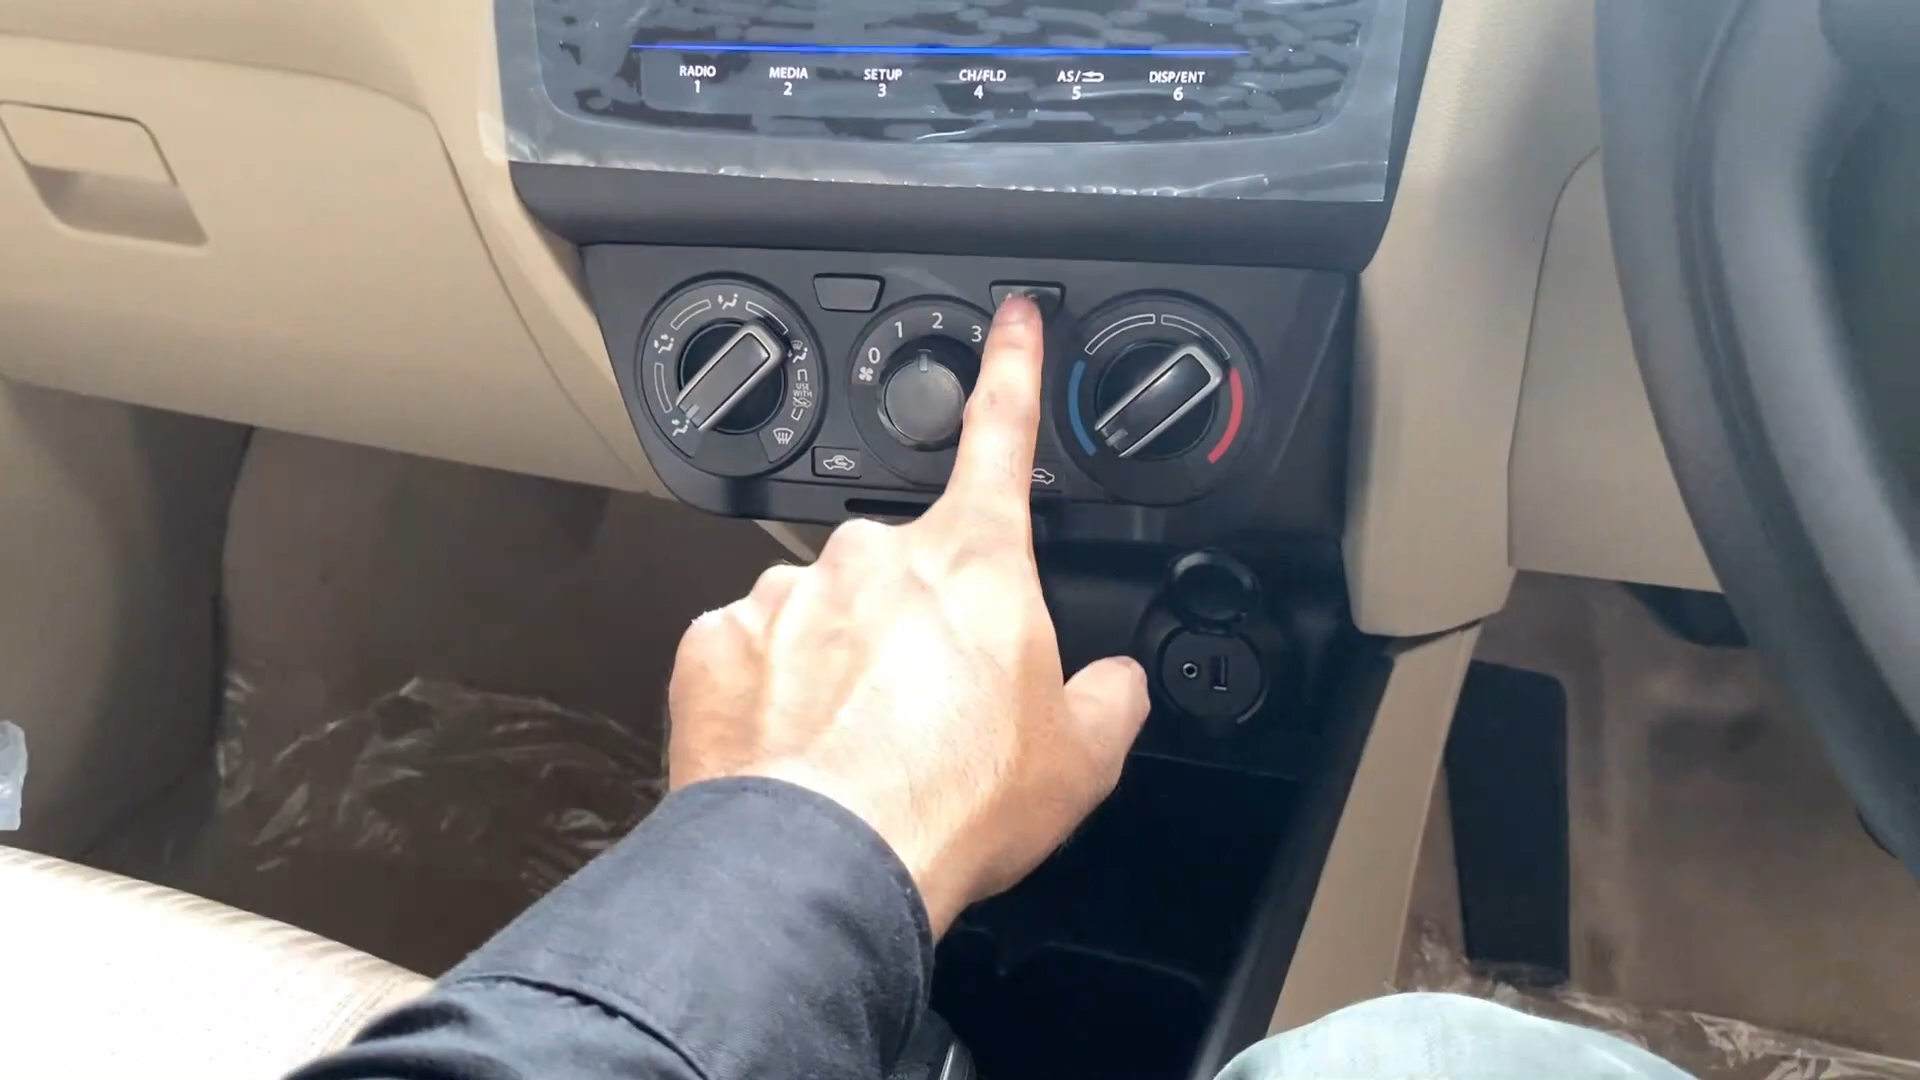 RADIO MEDIA SETUP CH/FLD AS/ DISP/ENT
1 2 3 4 5 6
0 1 2 3
USE
WITH